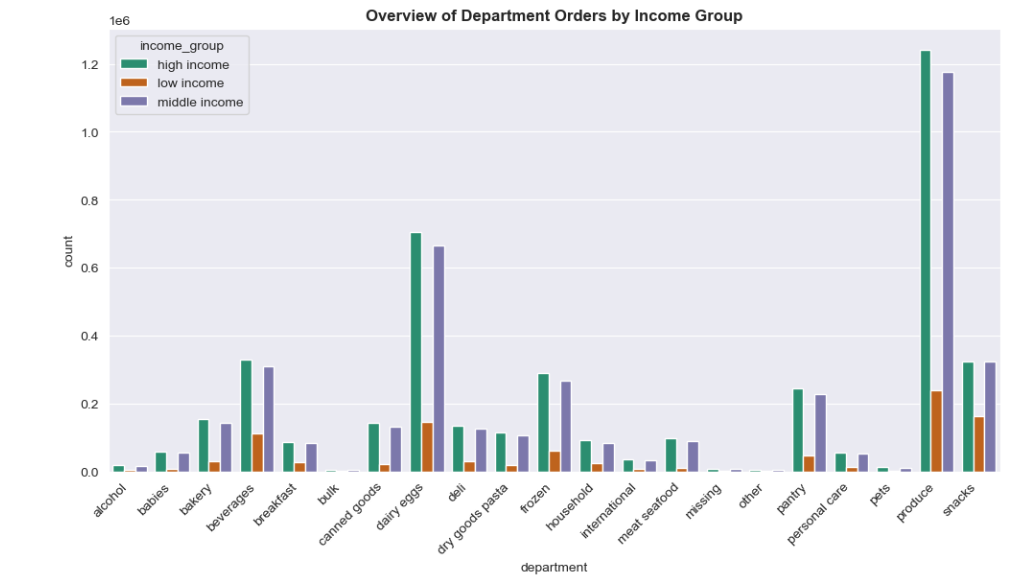 Overview of Department Orders by Income Group
1e6
income_group
high income
low income
middle income
1.2
1.0
0.8
0.6
0.4
0.2
0.0
count
alcohol
babies
bakery
beverages
breakfast
bulk
canned goods
dairy eggs
deli
dry goods pasta
frozen
household
international
meat seafood
missing
other
pantry
personal care
pets
produce
snacks
department